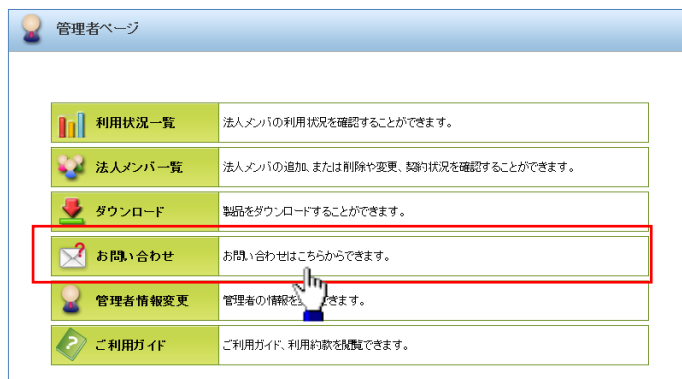 管理者ページ
利用状況一覧 法人メンバの利用状況を確認することができます。
法人メンバ一覧 法人メンバの追加、または削除や変更、契約状況を確認することができます。
ダウンロード 製品をダウンロードすることができます。
お問い合わせ お問い合わせはこちらからできます。
管理者情報変更 管理者の情報を できます。
ご利用ガイド ご利用ガイド、利用約款を閲覧できます。